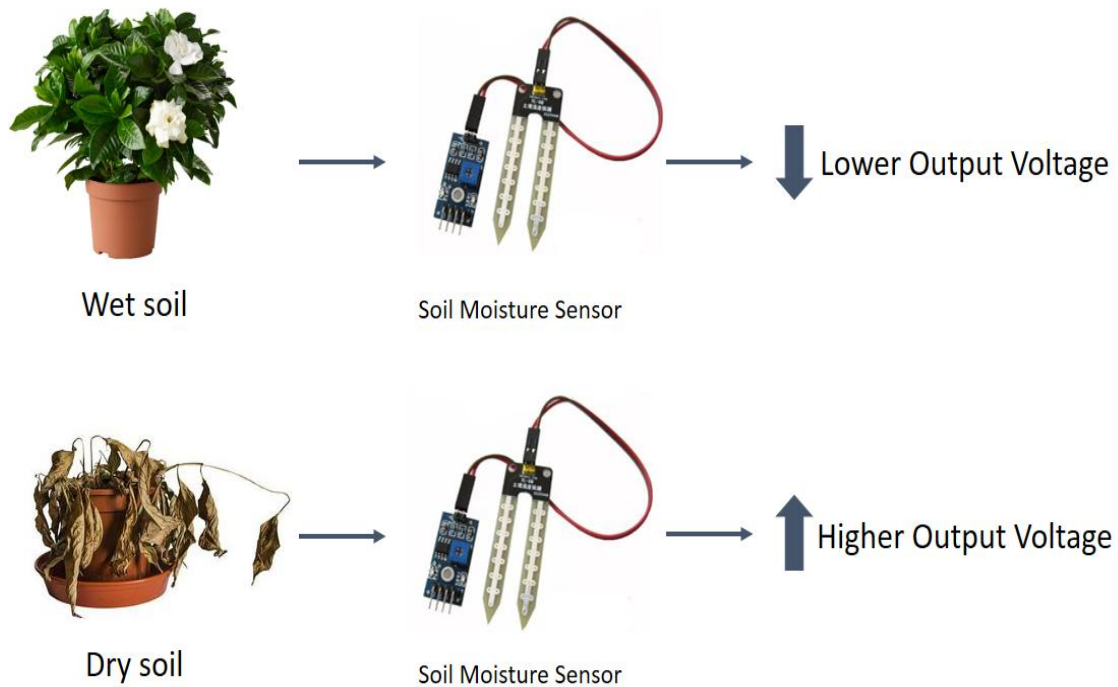 Lower Output Voltage
Wet soil
Soil Moisture Sensor
Higher Output Voltage
Dry soil
Soil Moisture Sensor